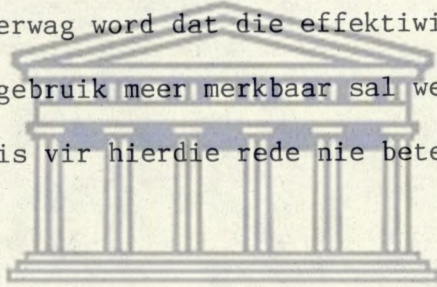 erwag word dat die effektiwi
gebruik meer merkbaar sal we
is vir hierdie rede nie bete